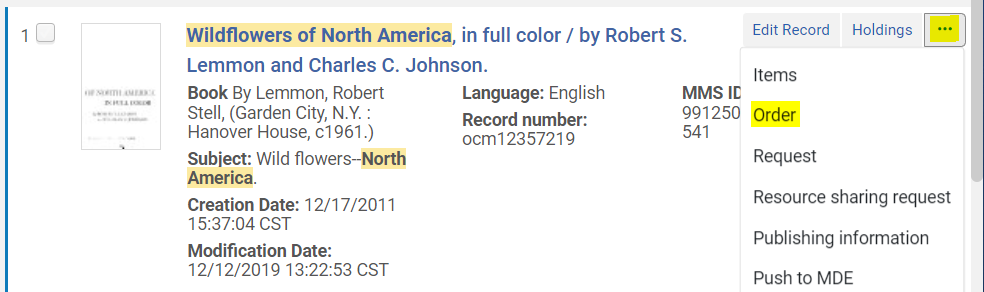 1
OF NORTH AMERICA
IN FULL COLOR
Wildflowers of North America, in full color / by Robert S.
Lemmon and Charles C. Johnson.
Book By Lemmon, Robert
Stell, (Garden City, N.Y. :
Hanover House, c1961.)
Subject: Wild flowers--North
America.
Creation Date: 12/17/2011
15:37:04 CST
Modification Date:
12/12/2019 13:22:53 CST
Language: English
Record number:
ocm12357219
MMS ID
991250
541
Edit Record
Holdings
...
Items
Order
Request
Resource sharing request
Publishing information
Push to MDE